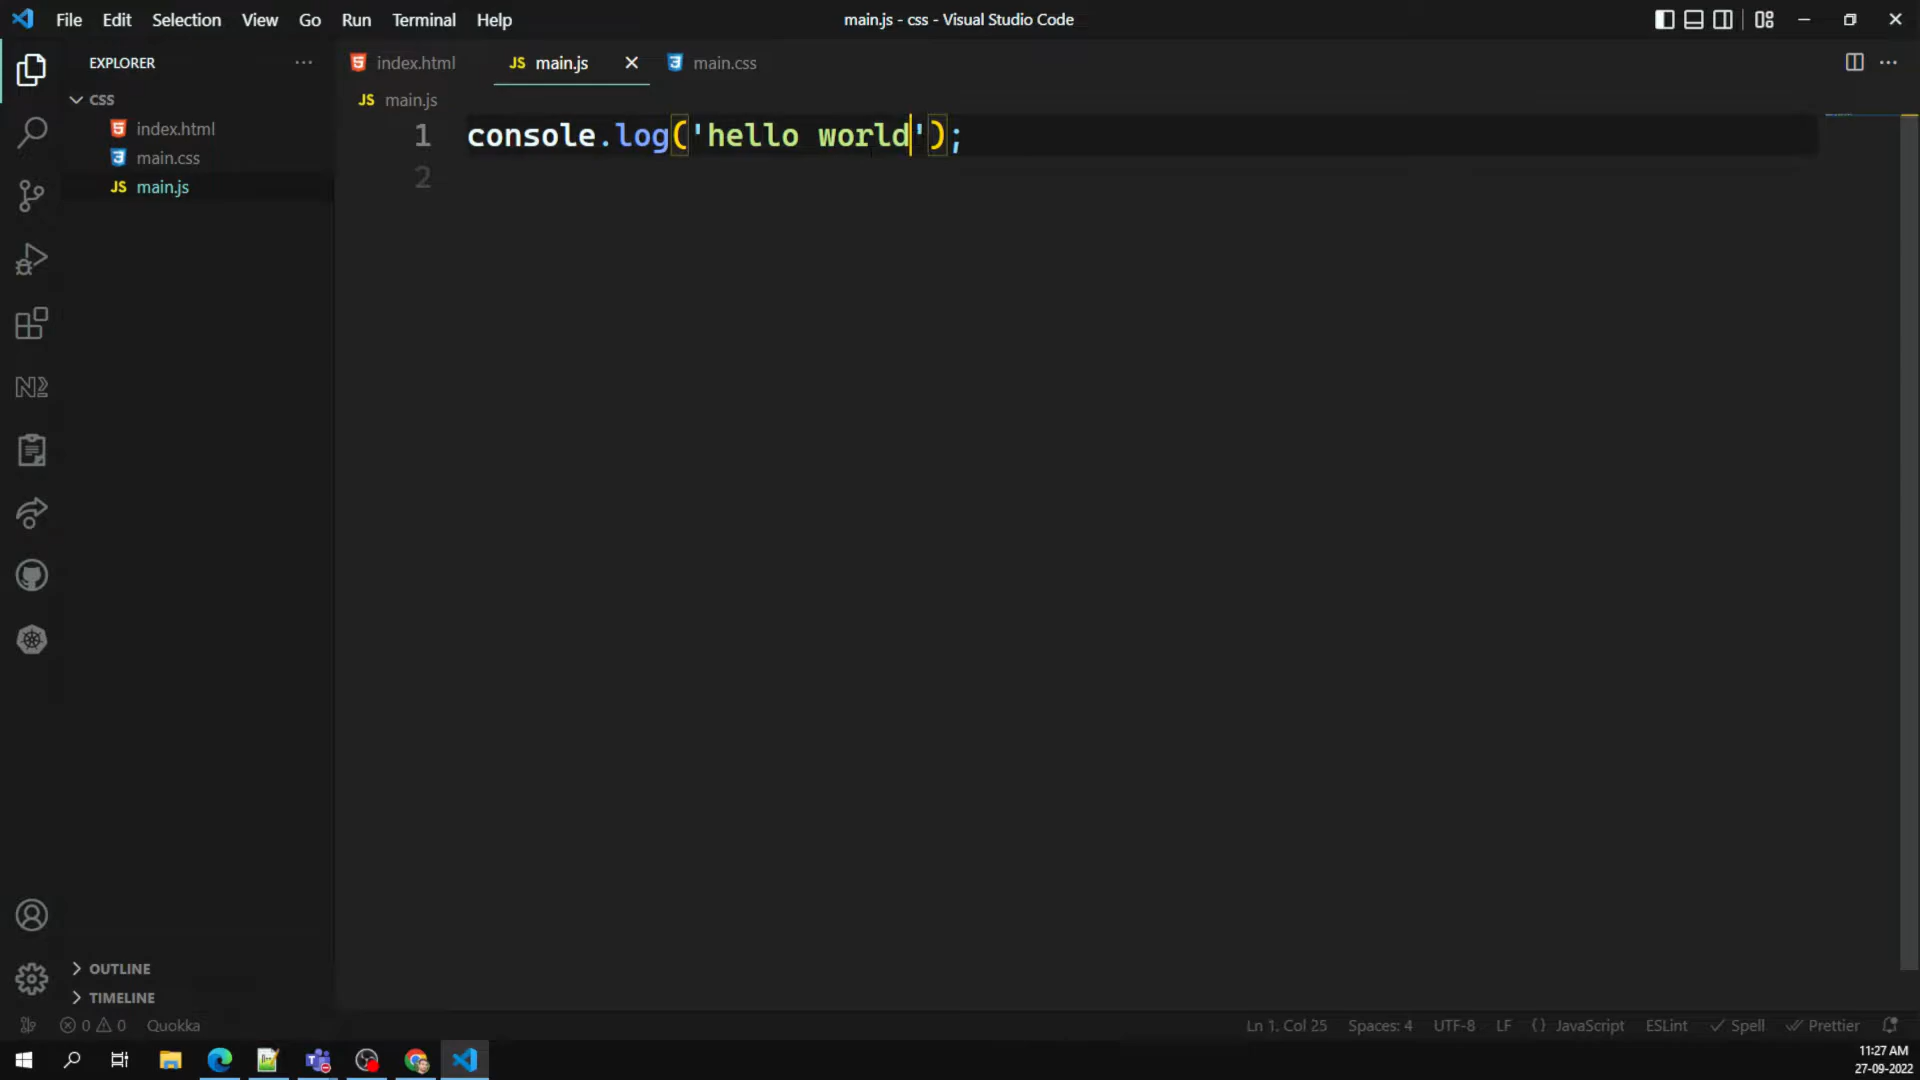 File Edit Selection View Go Run Terminal Help
main.js - css - Visual Studio Code
EXPLORER
index.html
JS main.js
main.css
CSS
JS main.js
index.html
main.css
JS main.js
1 console.log('hello world');
2
OUTLINE
TIMELINE
0 0 Quokka
Ln 1, Col 25 Spaces: 4 UTF-8 LF JavaScript ESLint Spell Prettier
11:27 AM
27-09-2022